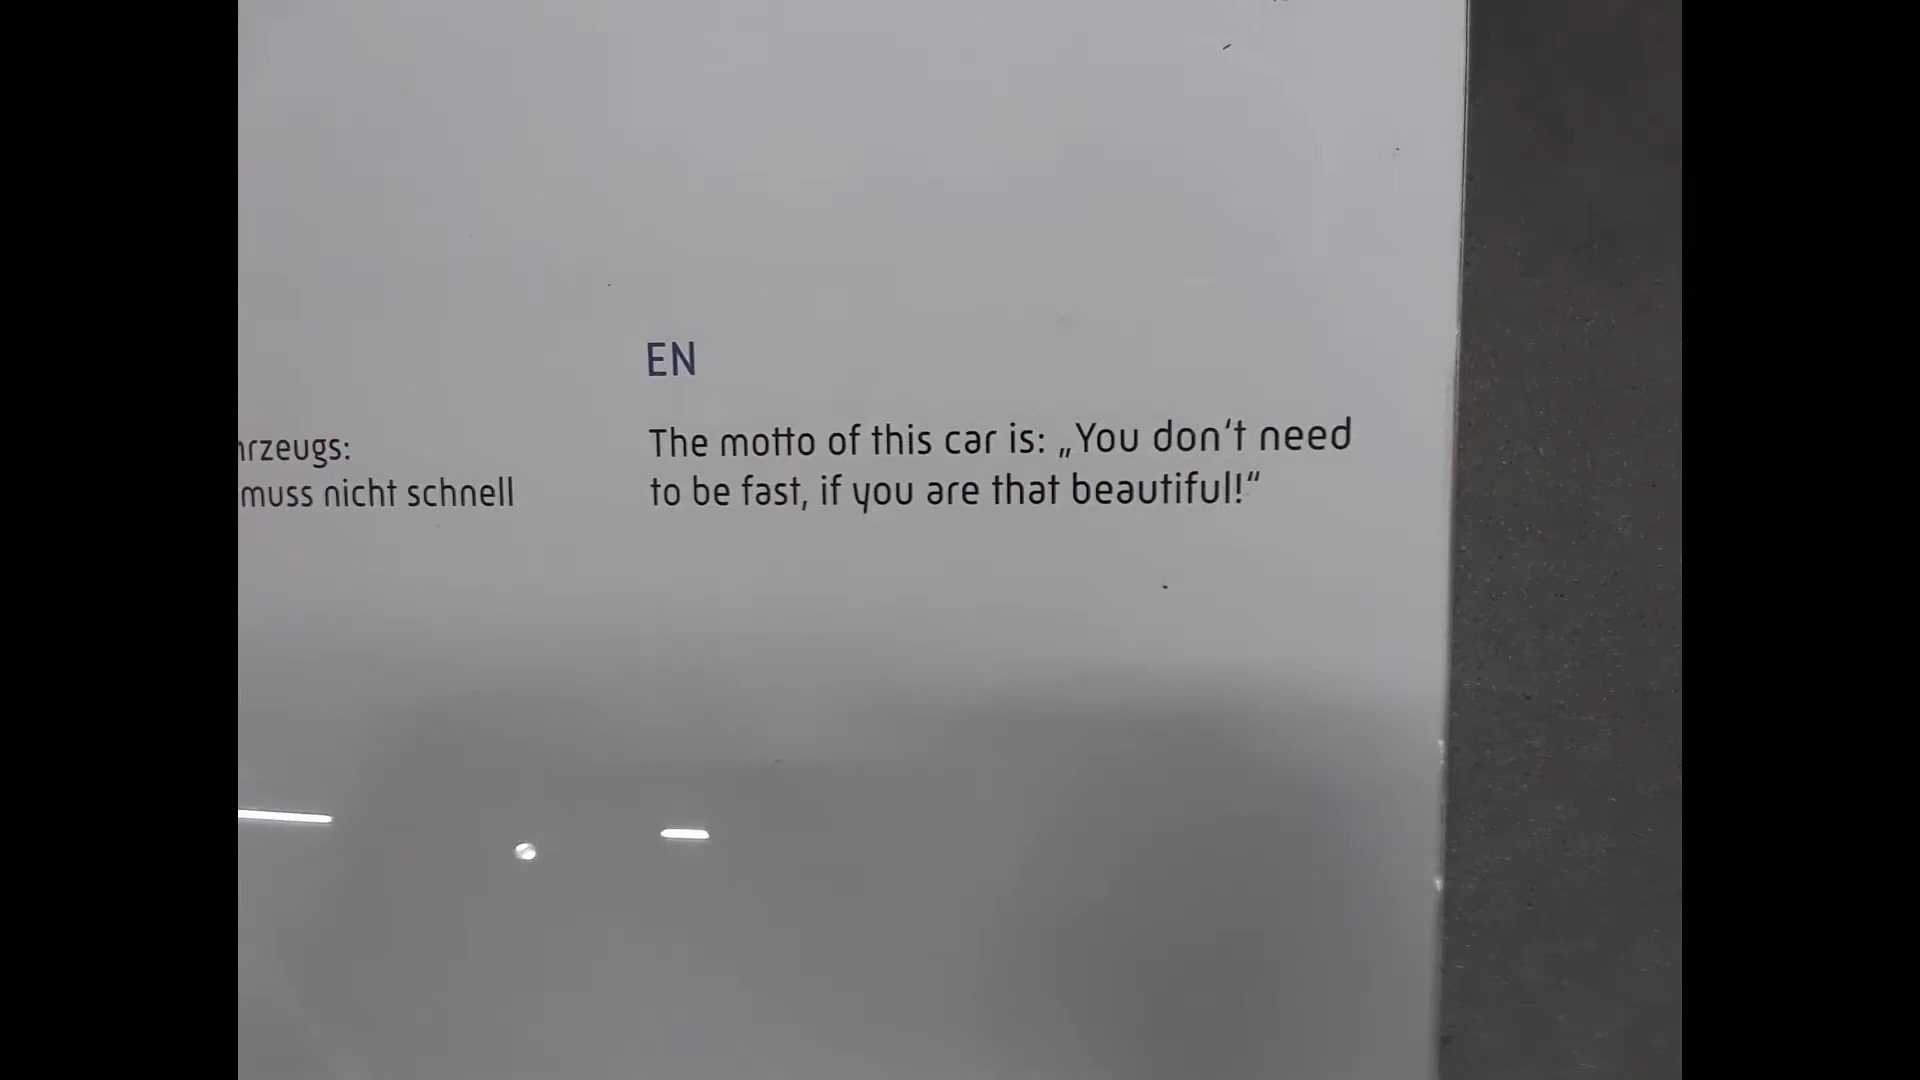 muss nicht schnell
EN
The motto of this car is: „You don‘t need
to be fast, if you are that beautiful!“